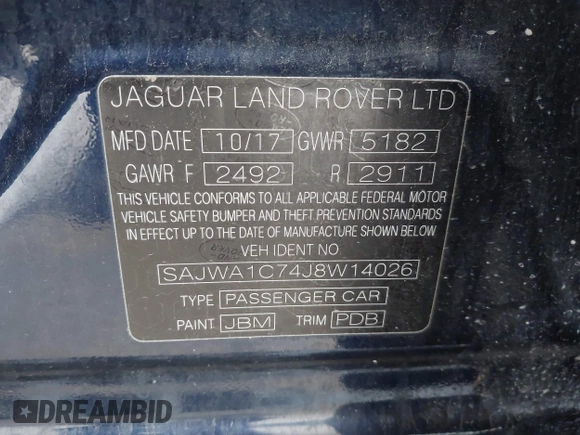 JAGUAR LAND ROVER LTD
MFD DATE 10/17 GVWR 5182
GAWR F 2492 R 2911
THIS VEHICLE CONFORMS TO ALL APPLICABLE FEDERAL MOTOR
VEHICLE SAFETY BUMPER AND THEFT PREVENTION STANDARDS
IN EFFECT UP TO THE DATE OF MANUFACTURE SHOWN BELOW
VEH IDENT NO
SAJWA1C74J8W14026
TYPE PASSENGER CAR
PAINT JBM TRIM PDB
DREAMBID